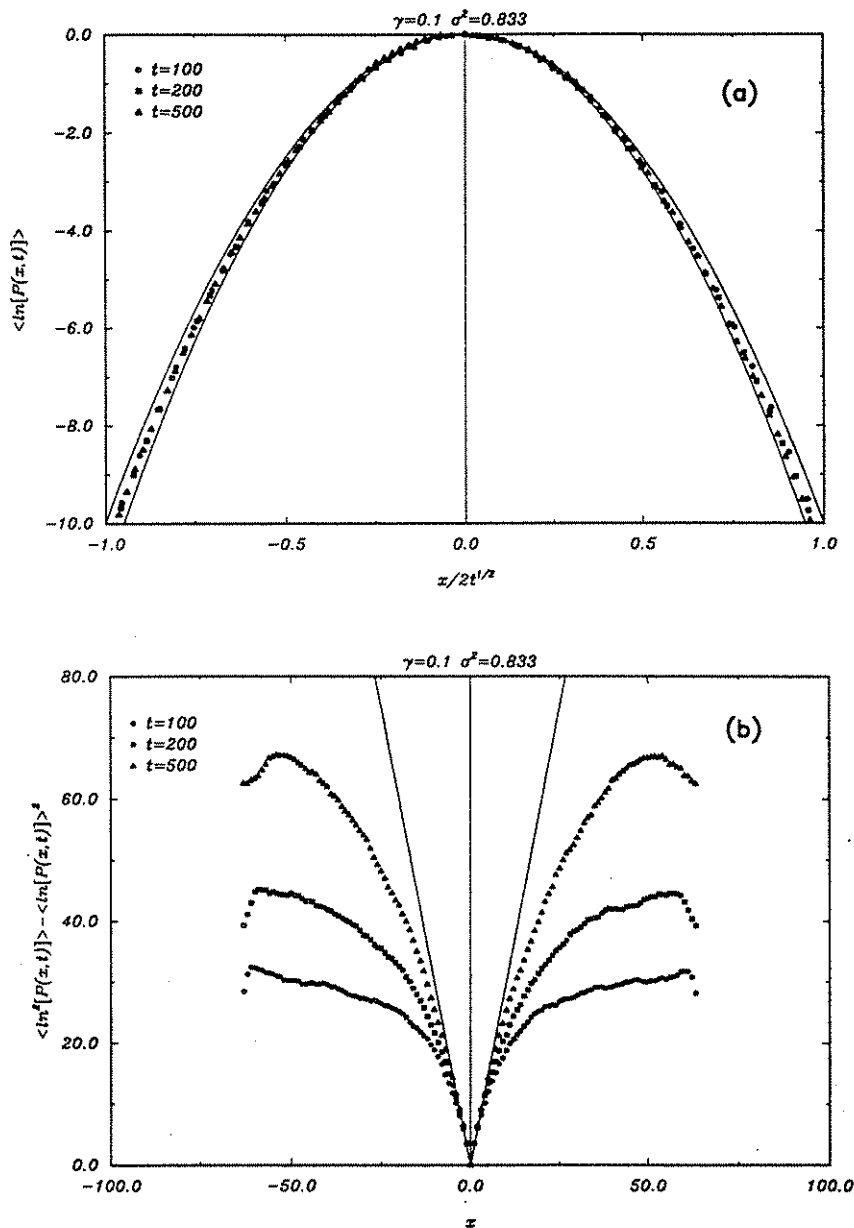 γ=0.1 σ²=0.833
0.0
t=100
t=200
t=500
(a)
−2.0
−4.0
<ln[P(x,t)]>
−6.0
−8.0
−10.0
−1.0 −0.5 0.0 0.5 1.0
x/2t^{1/2}
γ=0.1 σ²=0.833
80.0
t=100
t=200
t=500
(b)
60.0
<ln²[P(x,t)]>−<ln[P(x,t)]>²
40.0
20.0
0.0
−100.0 −50.0 0.0 50.0 100.0
x